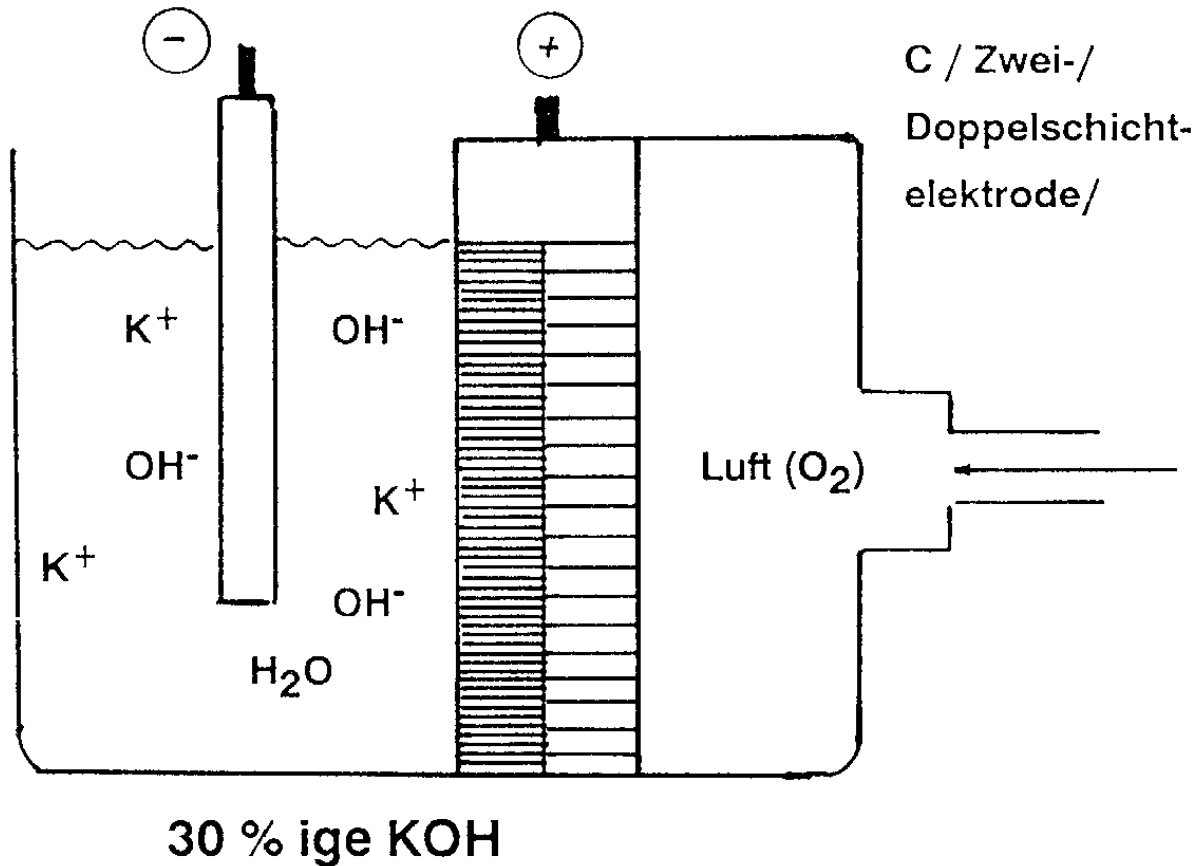 −
+
C / Zwei-/
Doppelschicht-
elektrode/
K⁺
OH⁻
OH⁻
K⁺
Luft (O₂)
K⁺
OH⁻
H₂O
30 % ige KOH